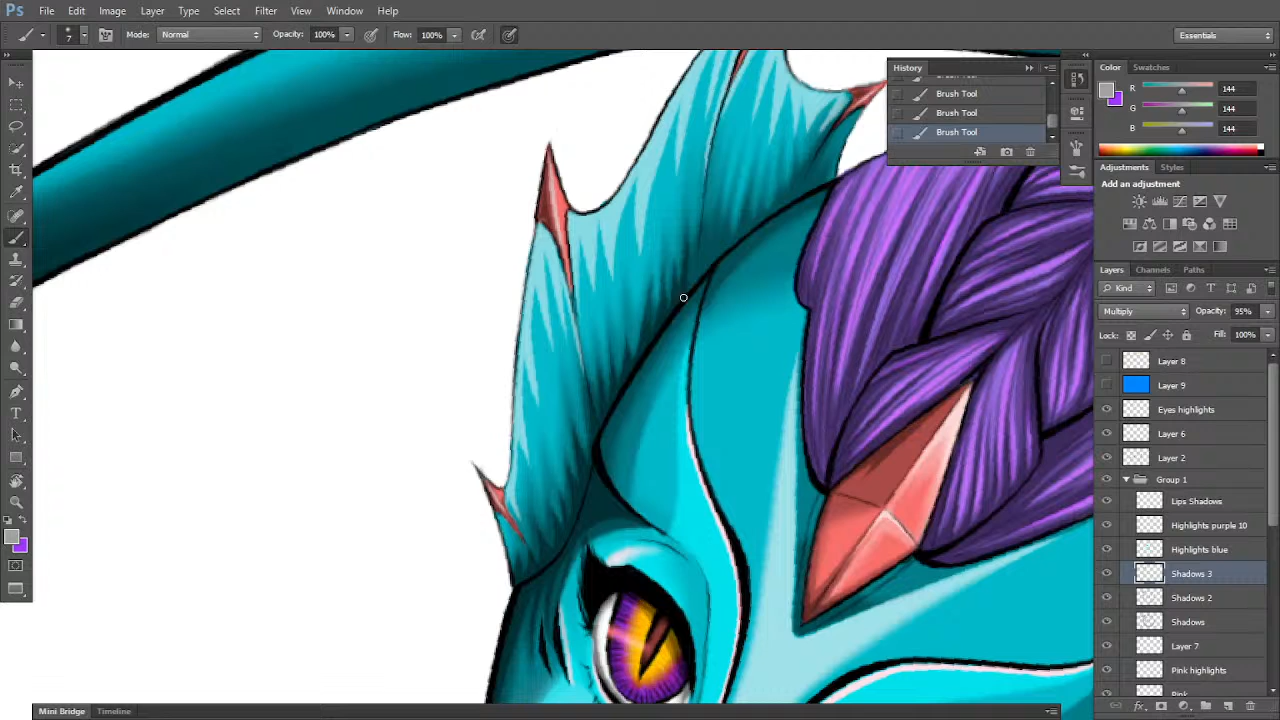 Ps File Edit Image Layer Type Select Filter View Window Help
7 Mode: Normal Opacity: 100% Flow: 100% Essentials
History
Brush Tool
Brush Tool
Brush Tool
Color Swatches
R 144
G 144
B 144
Adjustments Styles
Add an adjustment
Layers Channels Paths
Kind
Multiply Opacity: 95%
Lock: Fill: 100%
Layer 8
Layer 9
Eyes highlights
Layer 6
Layer 2
Group 1
Lips Shadows
Highlights purple 10
Highlights blue
Shadows 3
Shadows 2
Shadows
Layer 7
Pink highlights
Pink
Mini Bridge Timeline